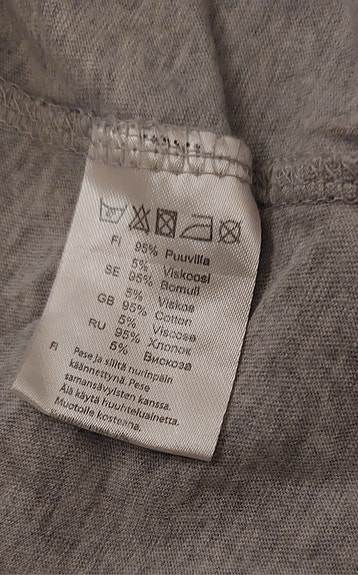 FI 95% Puuvilla
5% Viskoosi
SE 95% Bomull
5% Viskos
GB 95% Cotton
5% Viscose
RU 95% Хлопок
5% Вискоза
FI Pese ja silitä nurinpäin
käännettynä. Pese
samansävyisten kanssa.
Älä käytä huuhteluainetta.
Muotoile kosteana.